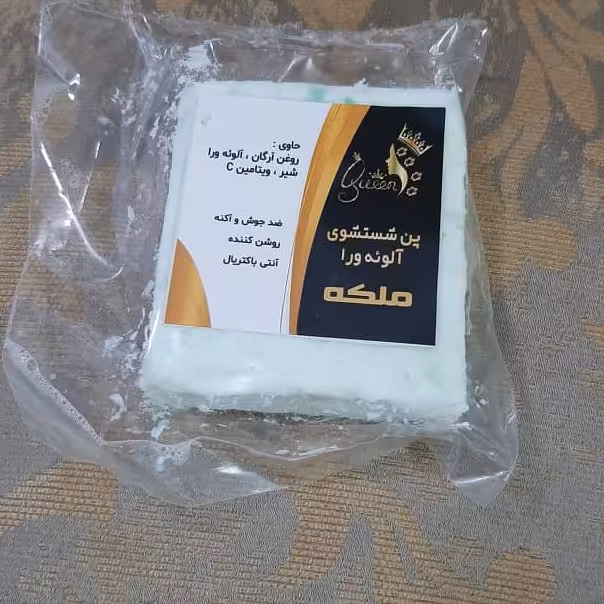 حاوی :
روغن آرگان ، آلوئه ورا
شیر ، ویتامین C
ضد جوش و آکنه
روشن کننده
آنتی باکتریال
Queen
پن شستشوی
آلوئه ورا
ملکه